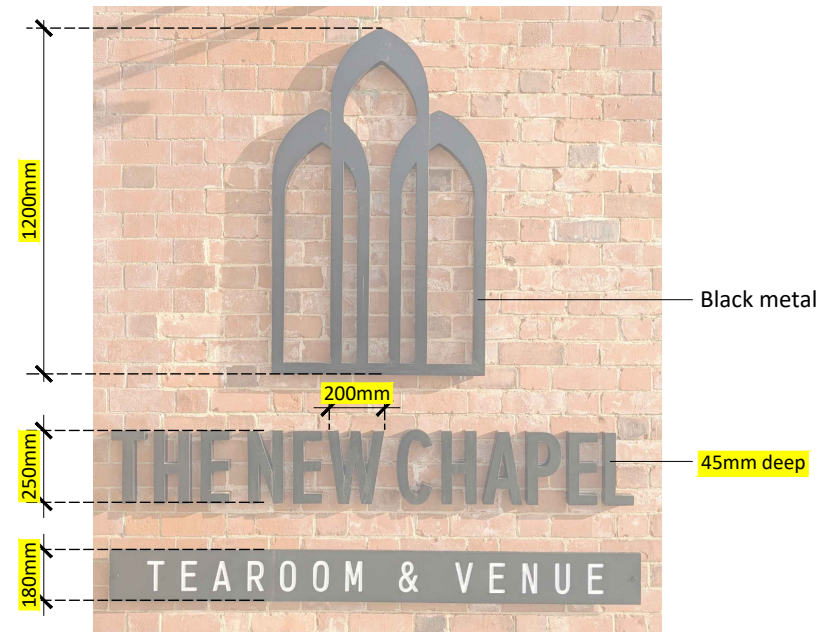 1200mm
Black metal
200mm
250mm
THE NEW CHAPEL
45mm deep
180mm
TEAROOM & VENUE